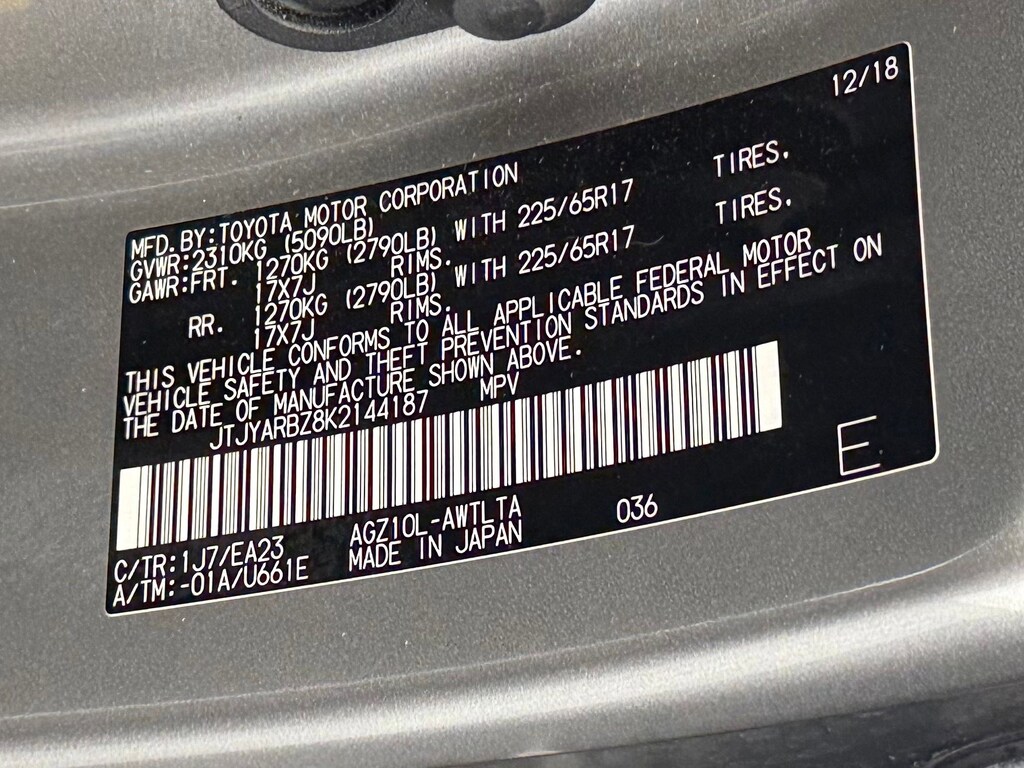 12/18
MFD.BY:TOYOTA MOTOR CORPORATION
GVWR:2310KG (5090LB)
GAWR:FRT. 1270KG (2790LB) WITH 225/65R17 TIRES.
17X7J RIMS.
RR. 1270KG (2790LB) WITH 225/65R17 TIRES.
17X7J RIMS.
THIS VEHICLE CONFORMS TO ALL APPLICABLE FEDERAL MOTOR
VEHICLE SAFETY AND THEFT PREVENTION STANDARDS IN EFFECT ON
THE DATE OF MANUFACTURE SHOWN ABOVE.
JTJYARBZ8K2144187 MPV
E
C/TR:1J7/EA23 AGZ10L-AWTLTA 036
A/TM:-01A/U661E MADE IN JAPAN